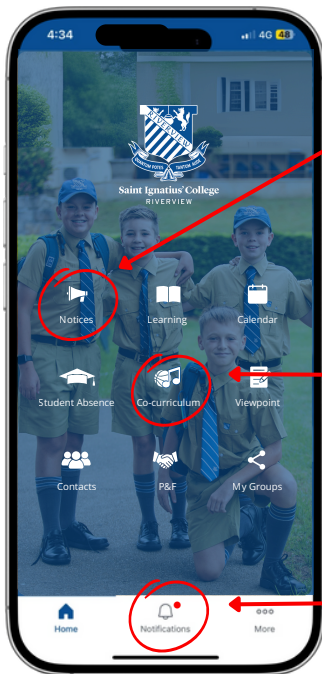 4:34 4G 48
RIVERVIEW
QUANTUM POTES TANTUM AUDE
Saint Ignatius' College
RIVERVIEW
Notices Learning Calendar
Student Absence Co-curriculum Viewpoint
Contacts P&F My Groups
Home Notifications More